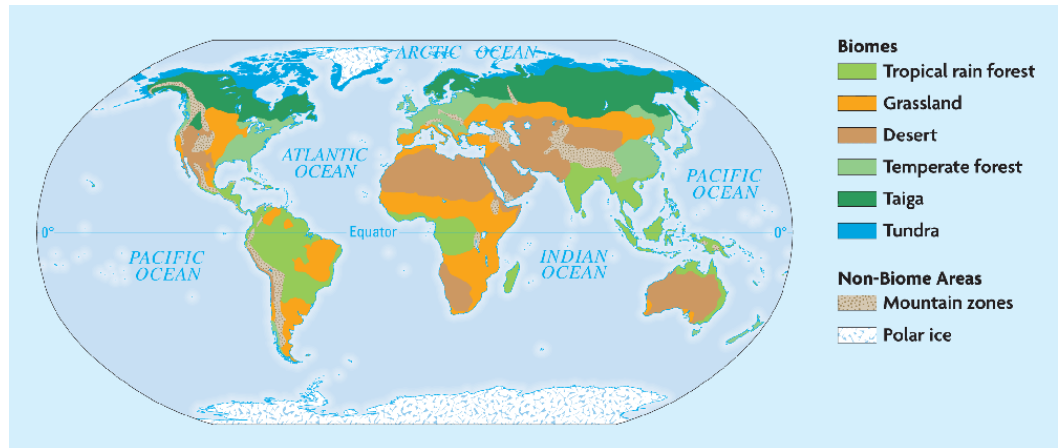 ARCTIC OCEAN
ATLANTIC
OCEAN
PACIFIC
OCEAN
0°
Equator
0°
PACIFIC
OCEAN
INDIAN
OCEAN
Biomes
Tropical rain forest
Grassland
Desert
Temperate forest
Taiga
Tundra
Non-Biome Areas
Mountain zones
Polar ice